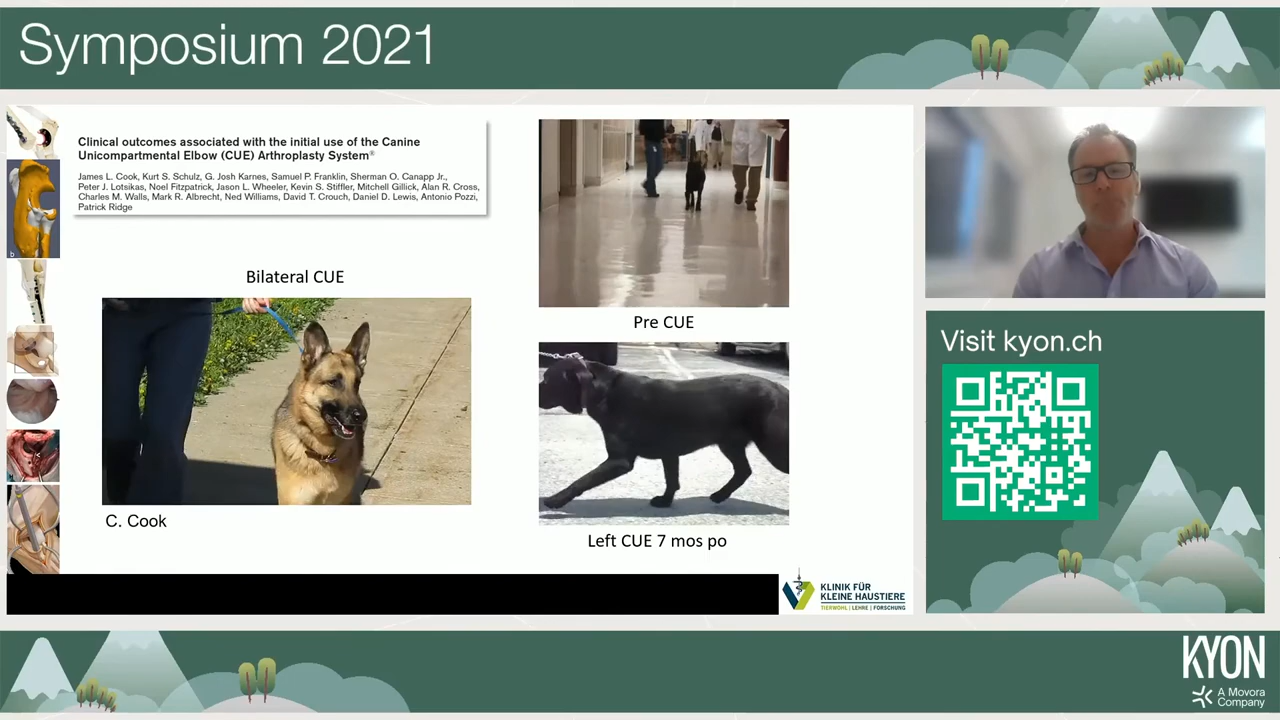 Symposium 2021
Clinical outcomes associated with the initial use of the Canine
Unicompartmental Elbow (CUE) Arthroplasty System®
James L. Cook, Kurt S. Schulz, G. Josh Karnes, Samuel P. Franklin, Sherman O. Canapp Jr.,
Peter J. Lotsikas, Noel Fitzpatrick, Jason L. Wheeler, Kevin S. Stiffler, Mitchell Gillick, Alan R. Cross,
Charles M. Walls, Mark R. Albrecht, Ned Williams, David T. Crouch, Daniel D. Lewis, Antonio Pozzi,
Patrick Ridge
Bilateral CUE
C. Cook
Pre CUE
Left CUE 7 mos po
b
KLINIK FÜR
KLEINE HAUSTIERE
TIERWOHL | LEHRE | FORSCHUNG
Visit kyon.ch
KYON
A Movora
Company